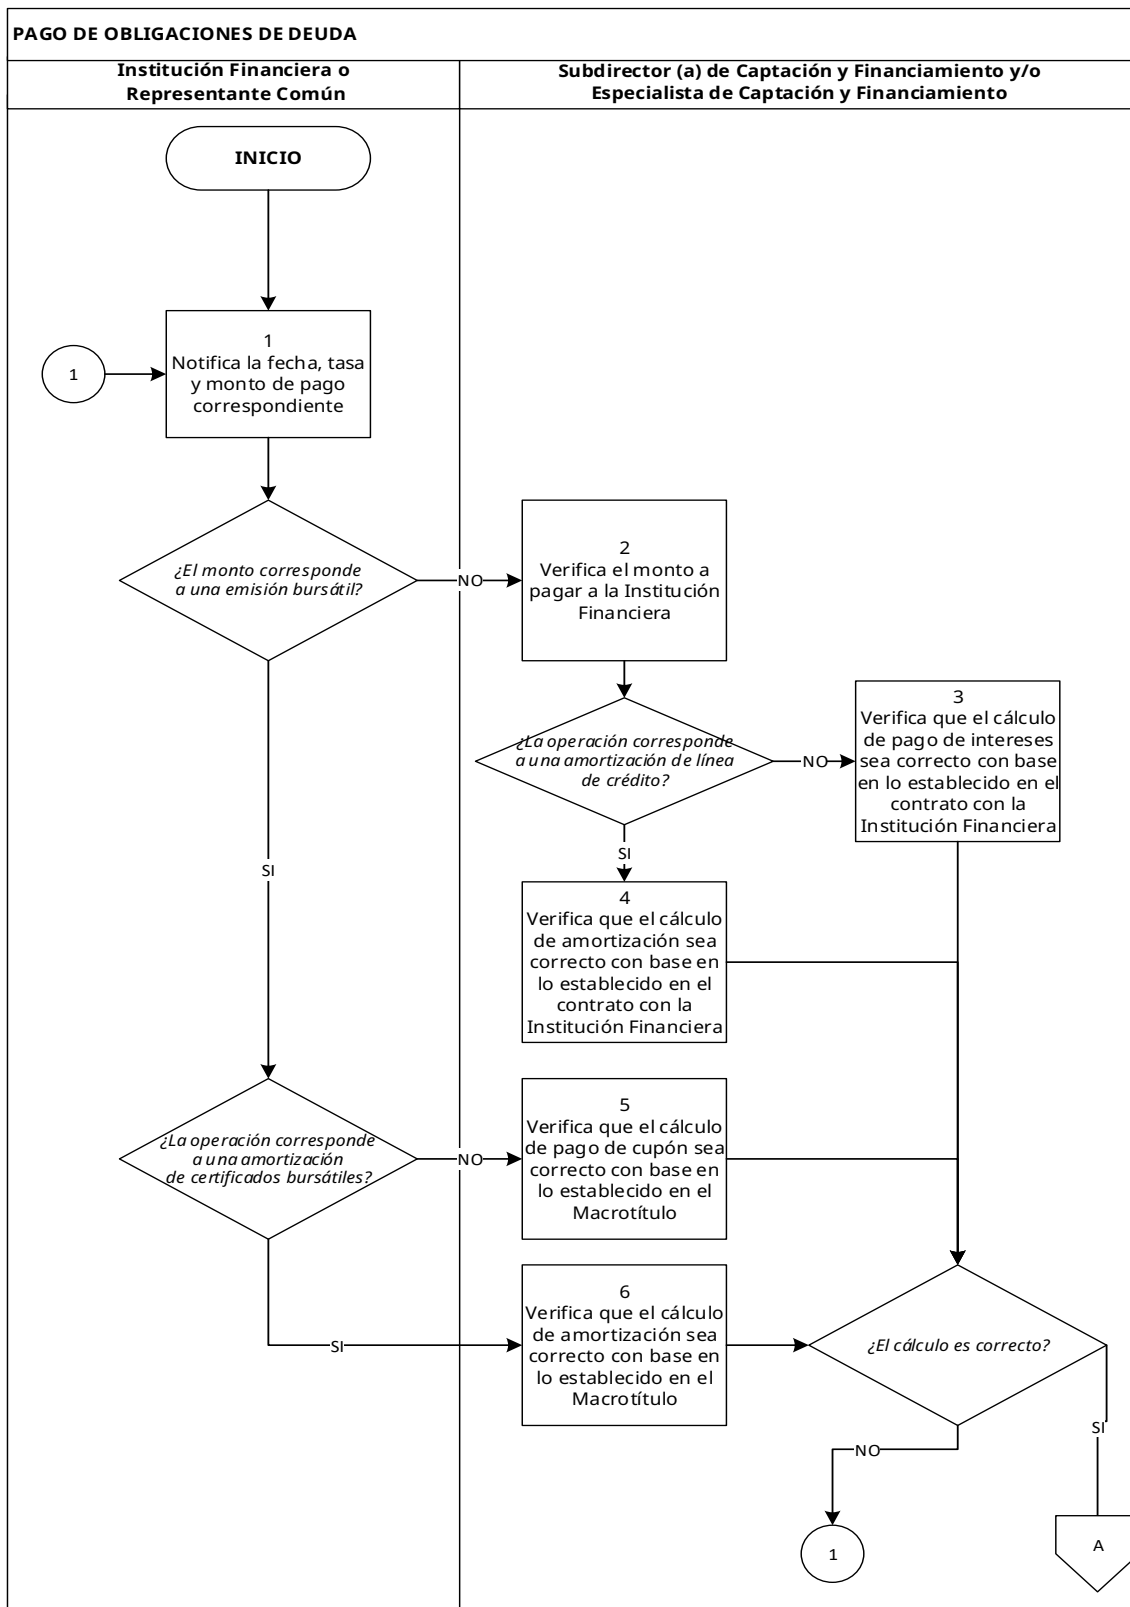 PAGO DE OBLIGACIONES DE DEUDA
Institución Financiera o
Representante Común
Subdirector (a) de Captación y Financiamiento y/o
Especialista de Captación y Financiamiento
INICIO
1
1
Notifica la fecha, tasa
y monto de pago
correspondiente
¿El monto corresponde
a una emisión bursátil?
NO
2
Verifica el monto a
pagar a la Institución
Financiera
¿La operación corresponde
a una amortización de línea
de crédito?
NO
3
Verifica que el cálculo
de pago de intereses
sea correcto con base
en lo establecido en el
contrato con la
Institución Financiera
SI
SI
4
Verifica que el cálculo
de amortización sea
correcto con base en
lo establecido en el
contrato con la
Institución Financiera
¿La operación corresponde
a una amortización
de certificados bursátiles?
NO
5
Verifica que el cálculo
de pago de cupón sea
correcto con base en
lo establecido en el
Macrotítulo
SI
6
Verifica que el cálculo
de amortización sea
correcto con base en
lo establecido en el
Macrotítulo
¿El cálculo es correcto?
NO
SI
1
A